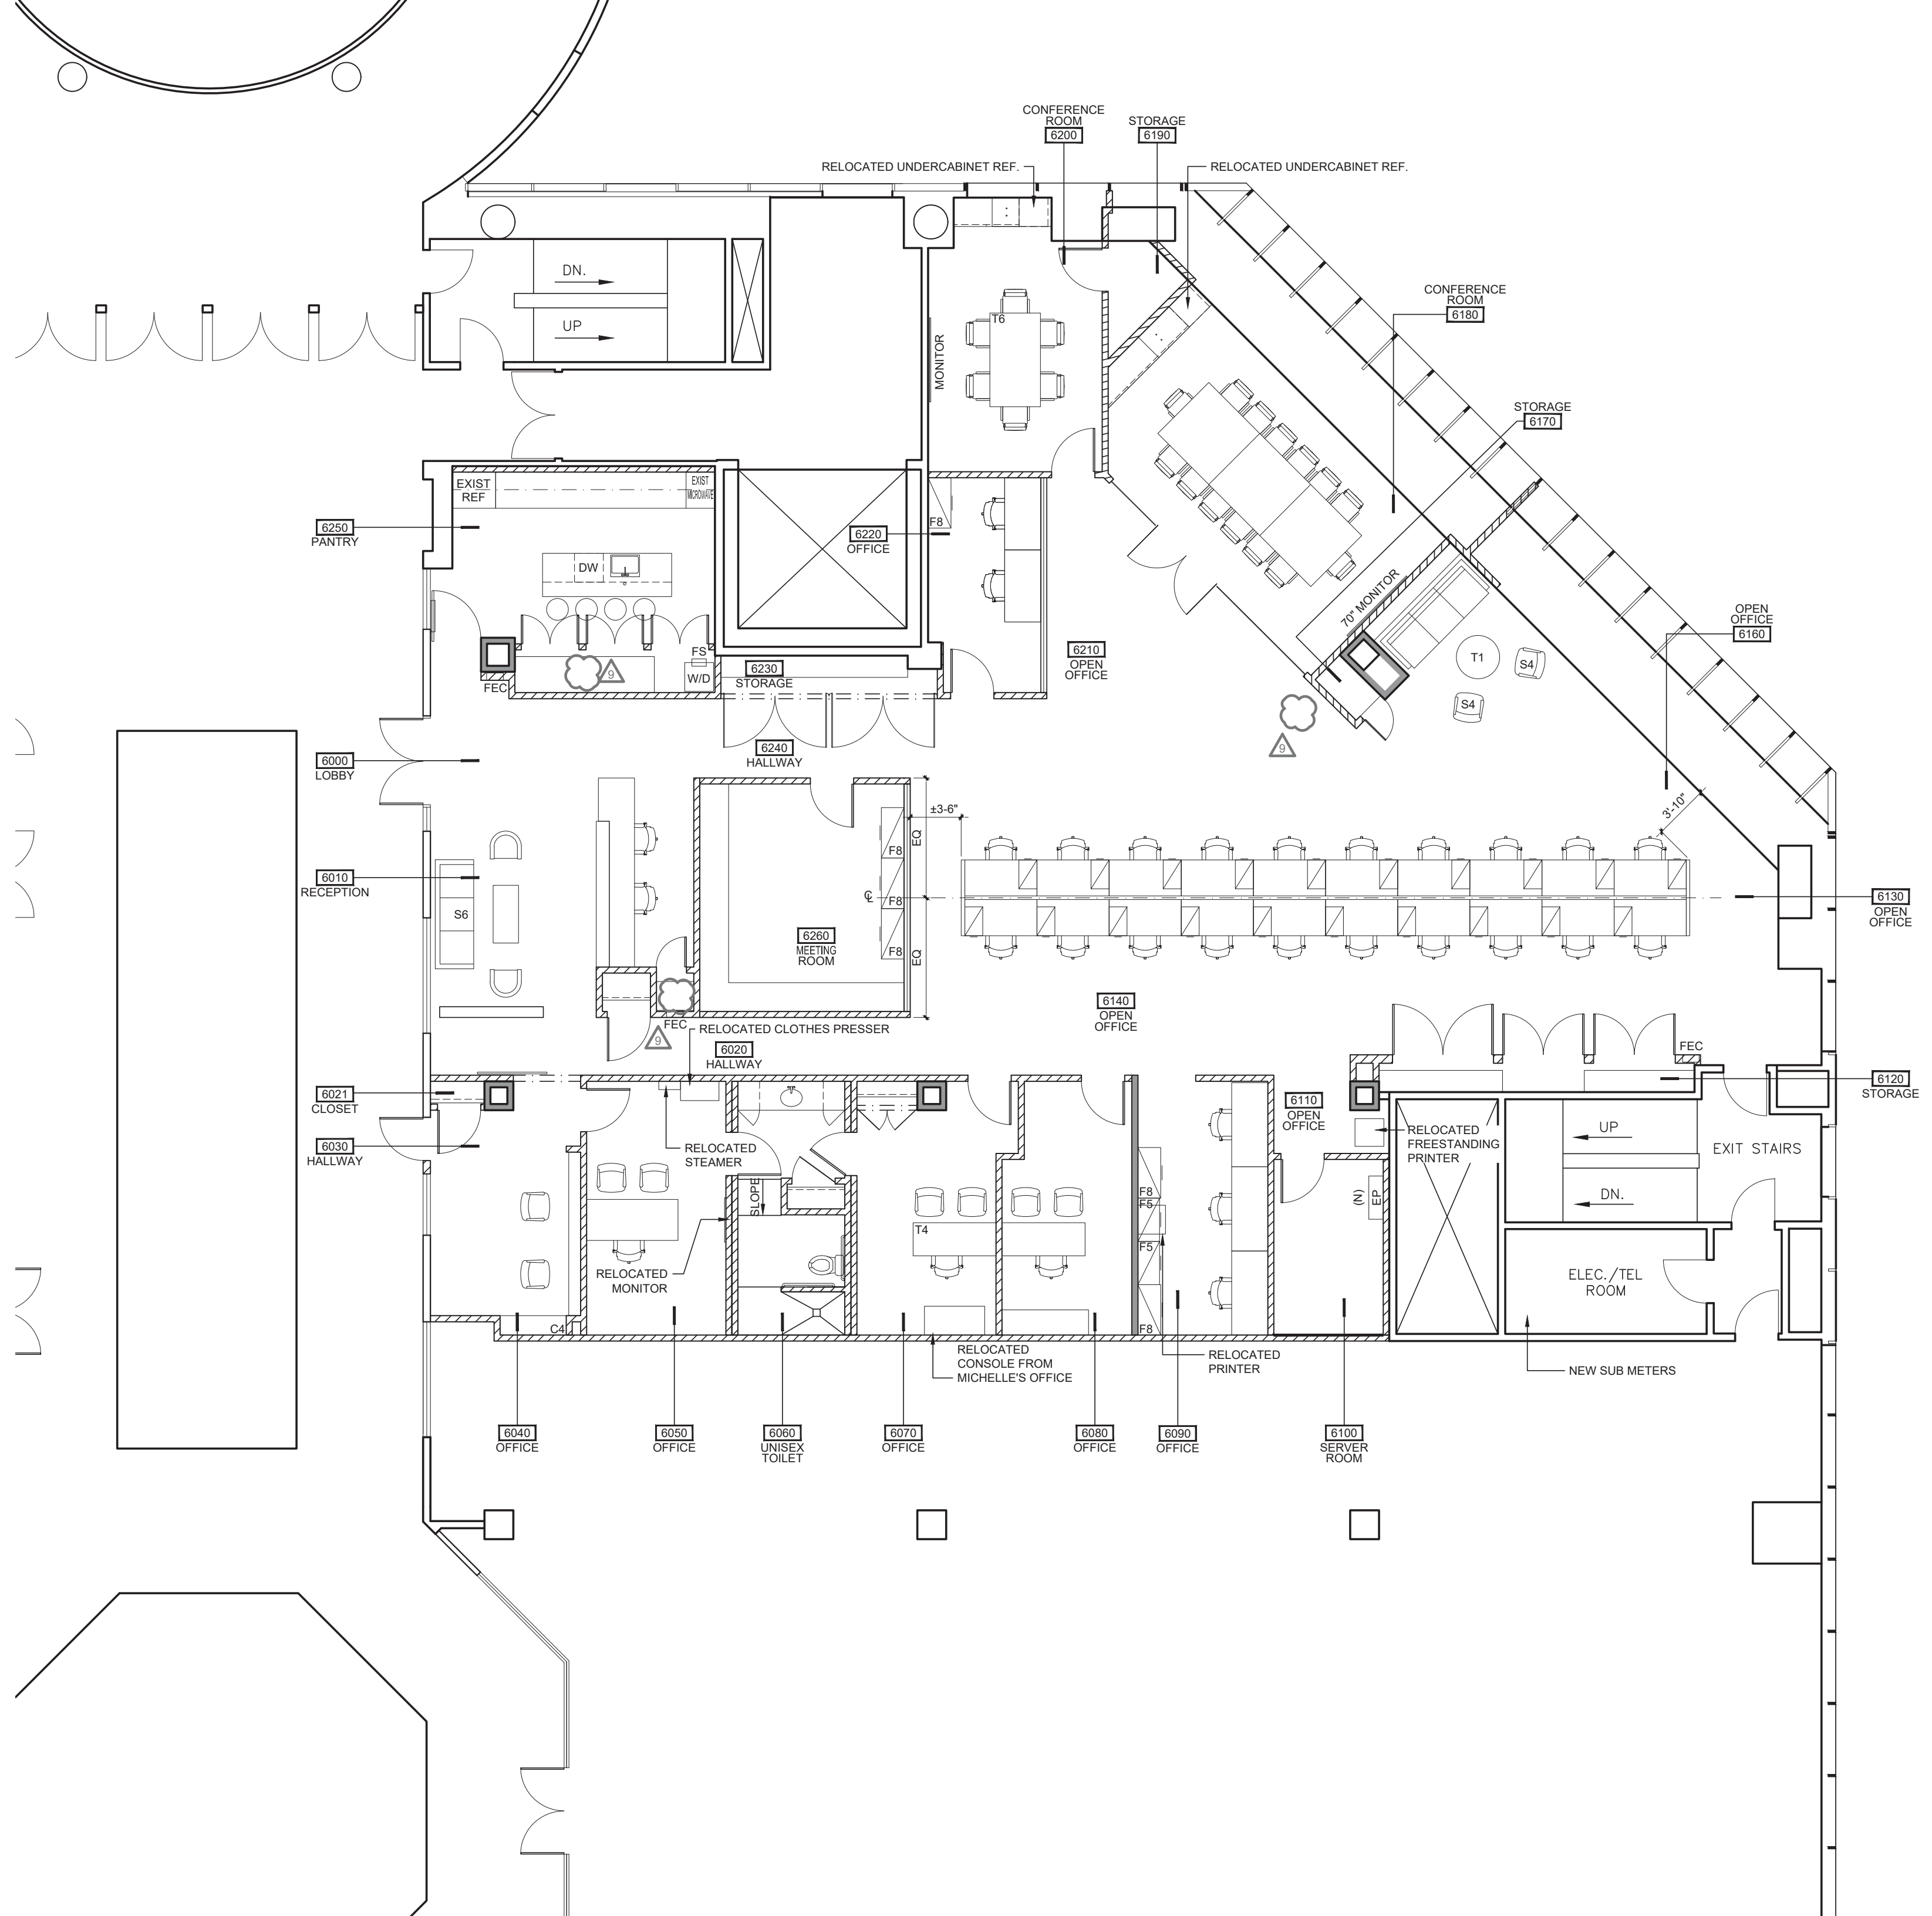 CONFERENCE
ROOM
6200
STORAGE
6190
RELOCATED UNDERCABINET REF.
RELOCATED UNDERCABINET REF.
DN.
UP
CONFERENCE
ROOM
6180
T6
MONITOR
STORAGE
6170
EXIST
REF
EXIST
MICROWAVE
6250
PANTRY
F8
6220
OFFICE
DW
70" MONITOR
OPEN
OFFICE
6160
FS
W/D
9
FEC
6230
STORAGE
6210
OPEN
OFFICE
T1
S4
S4
9
6240
HALLWAY
6000
LOBBY
±3-6"
3'-10"
EQ
F8
6010
RECEPTION
S6
℄
F8
6130
OPEN
OFFICE
6260
MEETING
ROOM
F8
EQ
6140
OPEN
OFFICE
FEC
9
RELOCATED CLOTHES PRESSER
6020
HALLWAY
FEC
6021
CLOSET
6120
STORAGE
6110
OPEN
OFFICE
6030
HALLWAY
RELOCATED
STEAMER
RELOCATED
FREESTANDING
PRINTER
UP
EXIT STAIRS
DN.
SLOPE
F8
F5
(N)
EP
T4
F5
RELOCATED
MONITOR
ELEC./TEL
ROOM
C4
F8
RELOCATED
CONSOLE FROM
MICHELLE'S OFFICE
RELOCATED
PRINTER
NEW SUB METERS
6040
OFFICE
6050
OFFICE
6060
UNISEX
TOILET
6070
OFFICE
6080
OFFICE
6090
OFFICE
6100
SERVER
ROOM